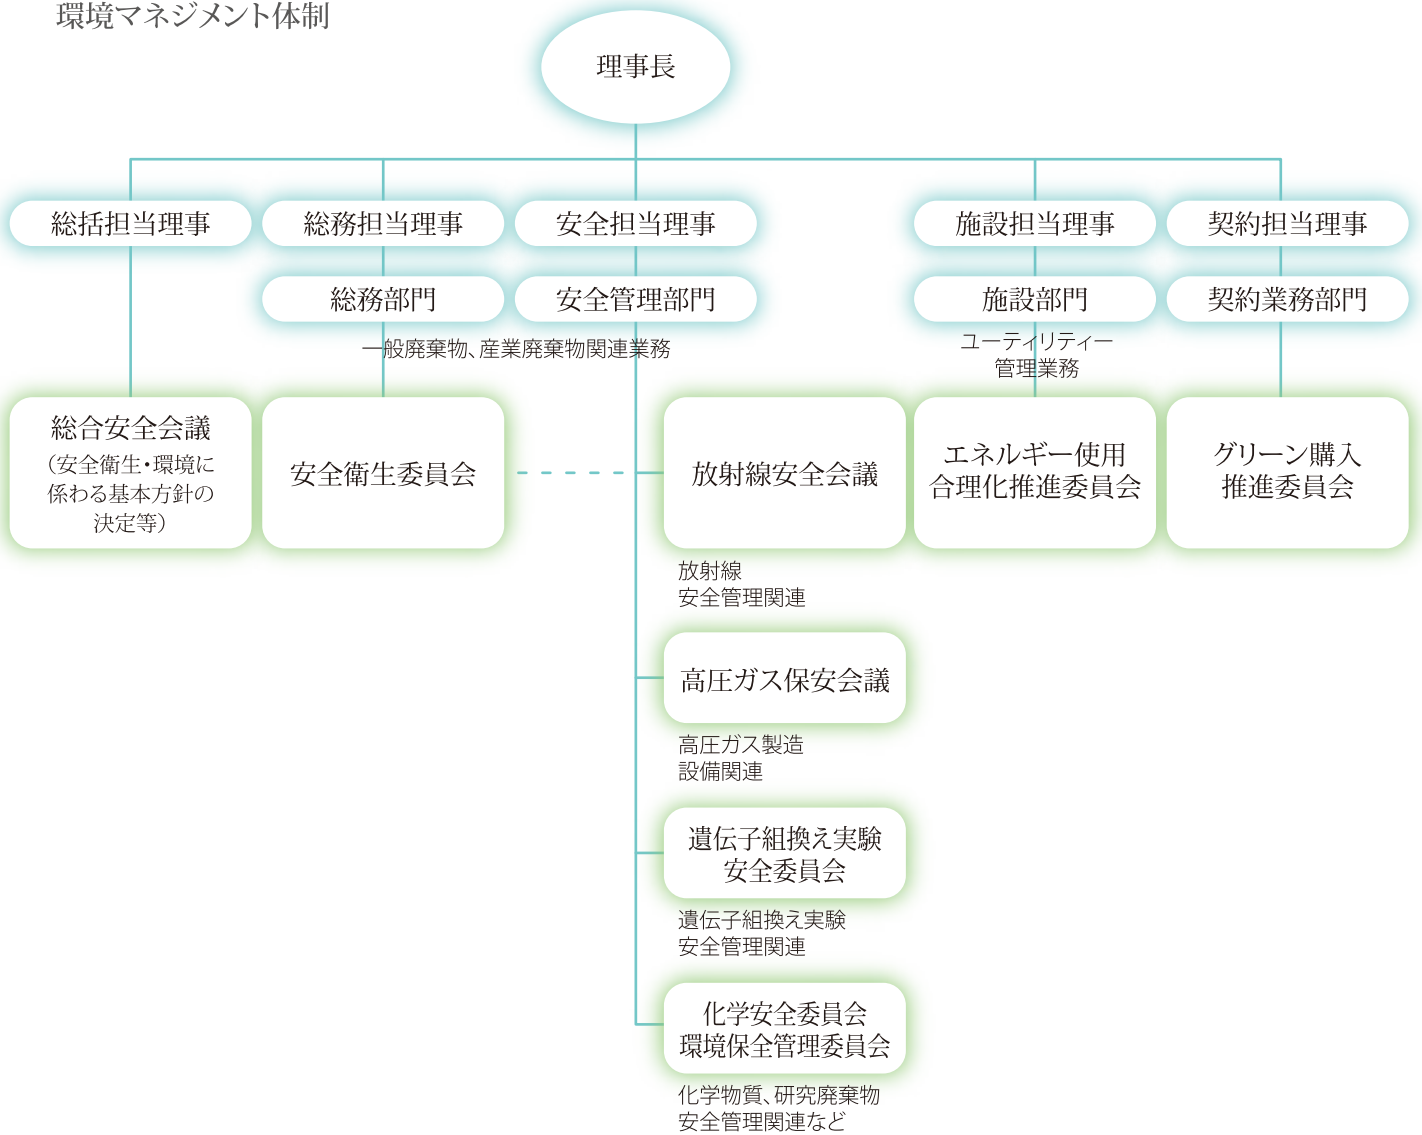 環境マネジメント体制
理事長
総括担当理事
総務担当理事
安全担当理事
施設担当理事
契約担当理事
総務部門
安全管理部門
施設部門
契約業務部門
一般廃棄物、産業廃棄物関連業務
ユーティリティー
管理業務
総合安全会議
（安全衛生・環境に
係わる基本方針の
決定等）
安全衛生委員会
放射線安全会議
エネルギー使用
合理化推進委員会
グリーン購入
推進委員会
放射線
安全管理関連
高圧ガス保安会議
高圧ガス製造
設備関連
遺伝子組換え実験
安全委員会
遺伝子組換え実験
安全管理関連
化学安全委員会
環境保全管理委員会
化学物質、研究廃棄物
安全管理関連など